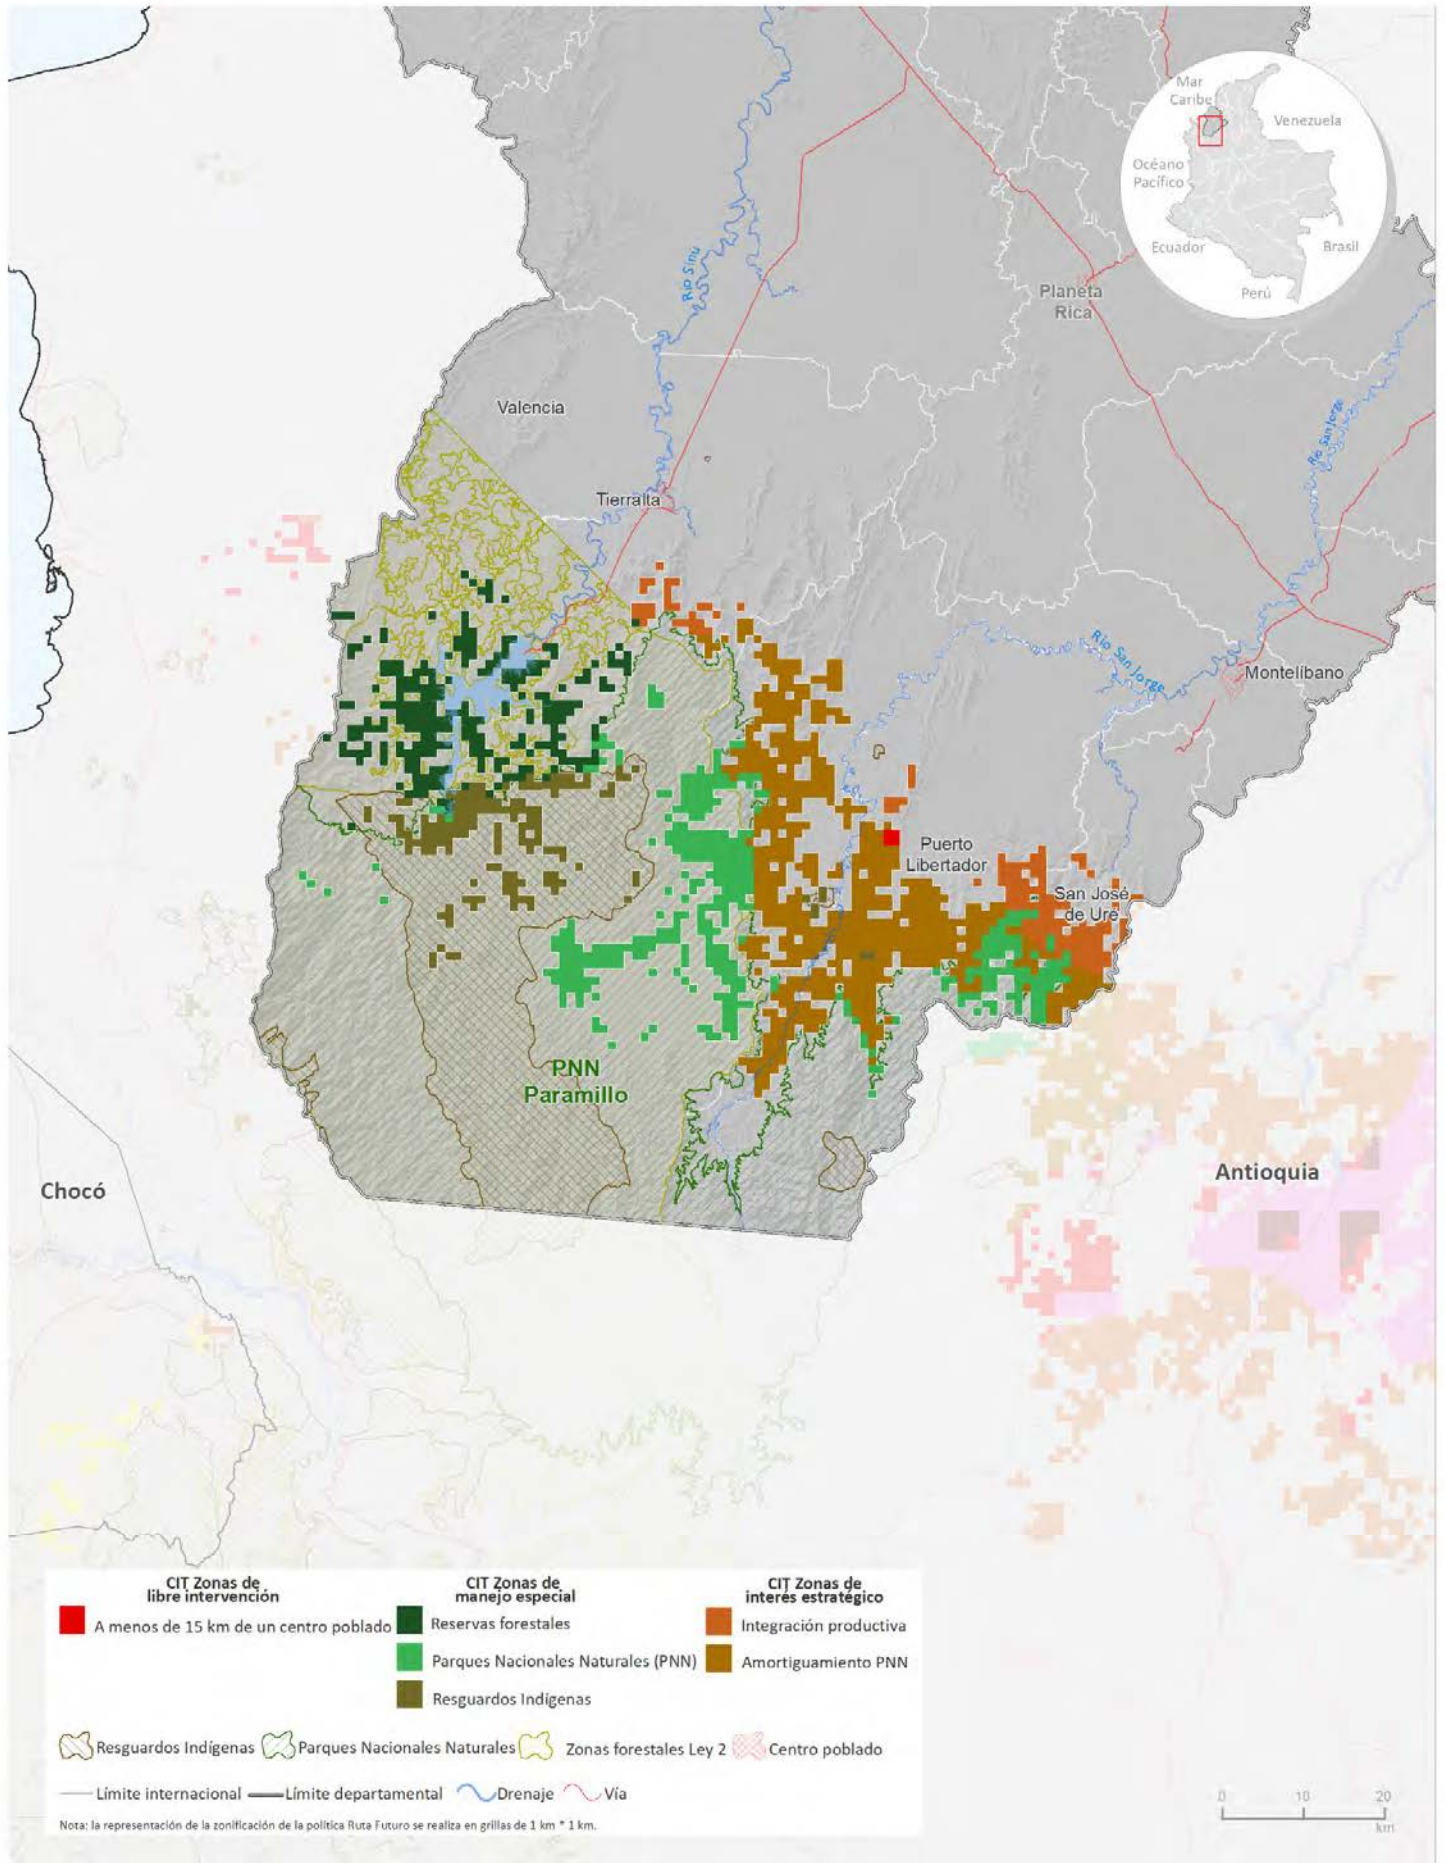 Mar
Caribe
Venezuela
Océano
Pacífico
Ecuador
Brasil
Perú
Río Sinú
Planeta
Rica
Río San Jorge
Valencia
Tierralta
Río San Jorge
Montelíbano
Puerto
Libertador
San José
de Uré
PNN
Paramillo
Chocó
Antioquia
CIT Zonas de
libre intervención
A menos de 15 km de un centro poblado
CIT Zonas de
manejo especial
Reservas forestales
Parques Nacionales Naturales (PNN)
Resguardos Indígenas
CIT Zonas de
interés estratégico
Integración productiva
Amortiguamiento PNN
Resguardos Indígenas Parques Nacionales Naturales Zonas forestales Ley 2 Centro poblado
Límite internacional Límite departamental Drenaje Vía
Nota: la representación de la zonificación de la política Ruta Futuro se realiza en grillas de 1 km * 1 km.
0 10 20
km